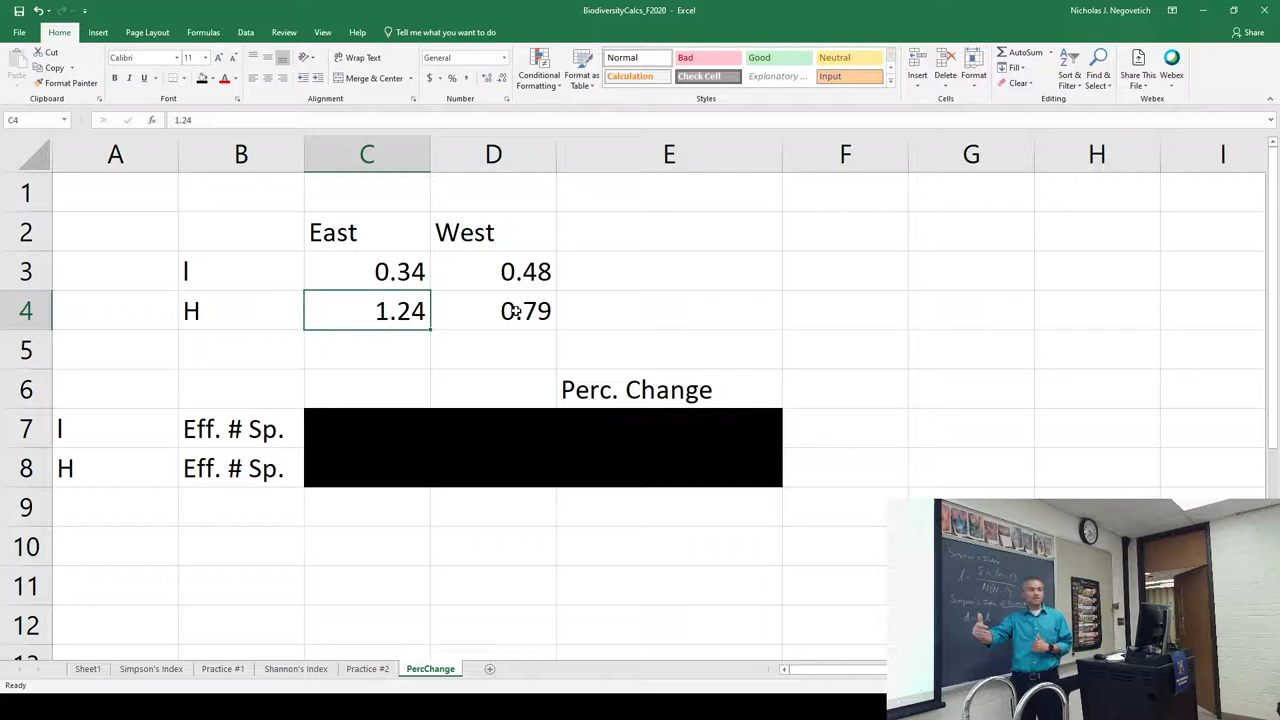 BiodiversityCalcs_F2020 - Excel
Nicholas J. Negovetich
File Home Insert Page Layout Formulas Data Review View Help Tell me what you want to do Share
Cut
Copy
Format Painter
Paste
Clipboard
Calibri 11
B I U
Font
Wrap Text
Merge & Center
Alignment
General
$ % ,
Number
Conditional Formatting
Format as Table
Normal Bad Good Neutral
Calculation Check Cell Explanatory ... Input
Styles
Insert Delete Format
Cells
AutoSum
Fill
Clear
Sort & Filter
Find & Select
Editing
Share This File
Webex
Webex
C4 fx 1.24
A B C D E F G H I
1
2 East West
3 l 0.34 0.48
4 H 1.24 0.79
5
6 Perc. Change
7 l Eff. # Sp.
8 H Eff. # Sp.
9
10
11
12
Simpson's Index
Sheet1 Simpson's Index Practice #1 Shannon's Index Practice #2 PercChange
Ready